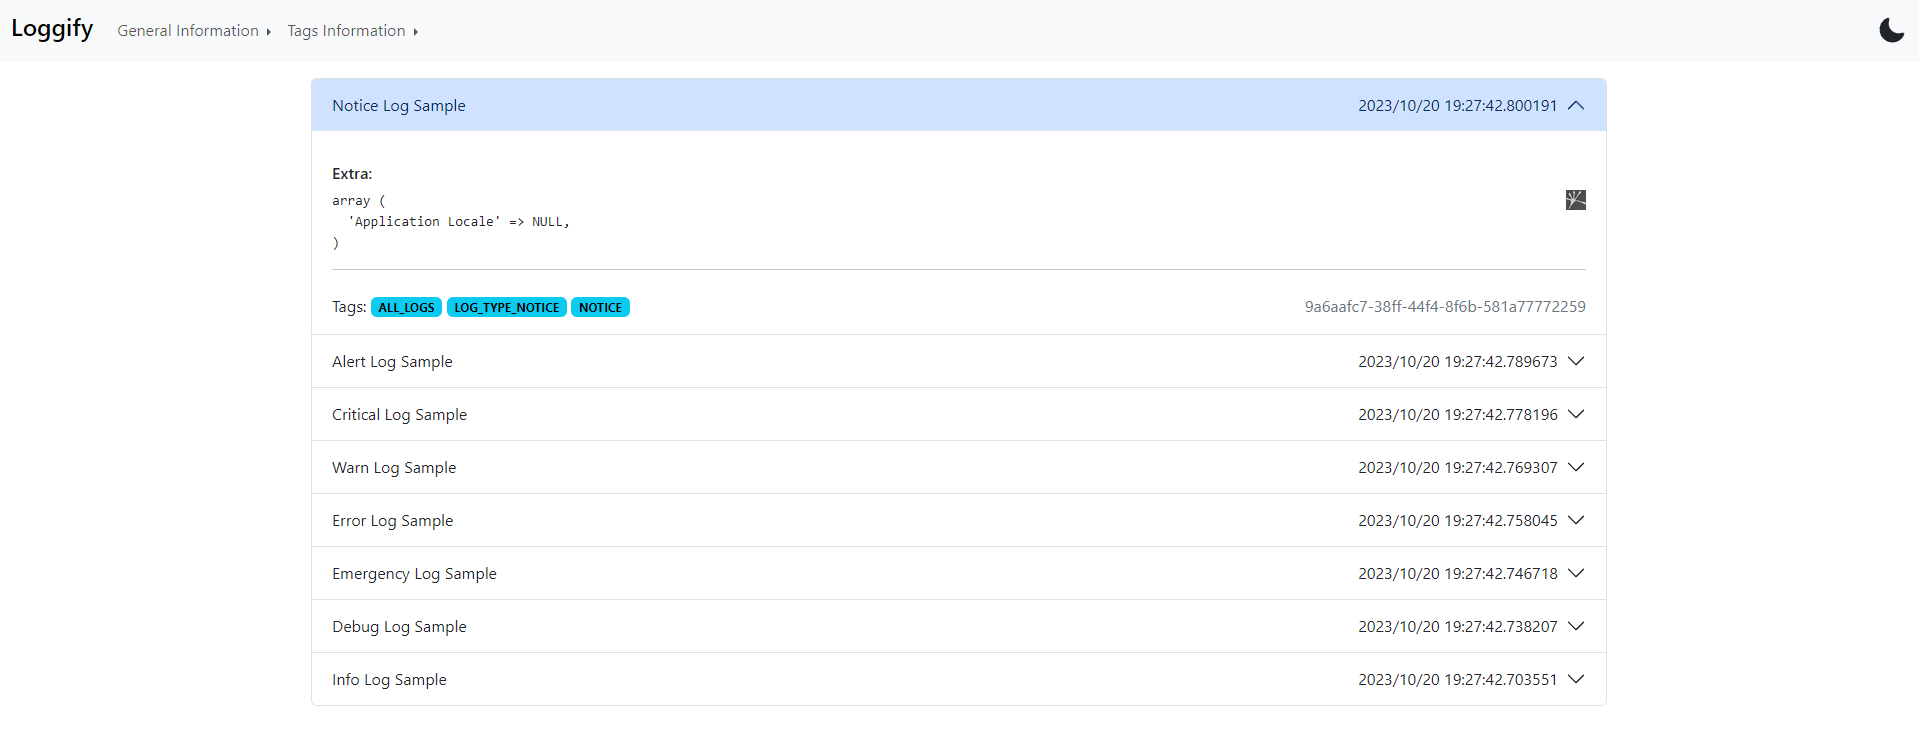 Loggify General Information Tags Information
Notice Log Sample 2023/10/20 19:27:42.800191
Extra:
array (
  'Application Locale' => NULL,
)
Tags: ALL_LOGS LOG_TYPE_NOTICE NOTICE 9a6aafc7-38ff-44f4-8f6b-581a77772259
Alert Log Sample 2023/10/20 19:27:42.789673
Critical Log Sample 2023/10/20 19:27:42.778196
Warn Log Sample 2023/10/20 19:27:42.769307
Error Log Sample 2023/10/20 19:27:42.758045
Emergency Log Sample 2023/10/20 19:27:42.746718
Debug Log Sample 2023/10/20 19:27:42.738207
Info Log Sample 2023/10/20 19:27:42.703551